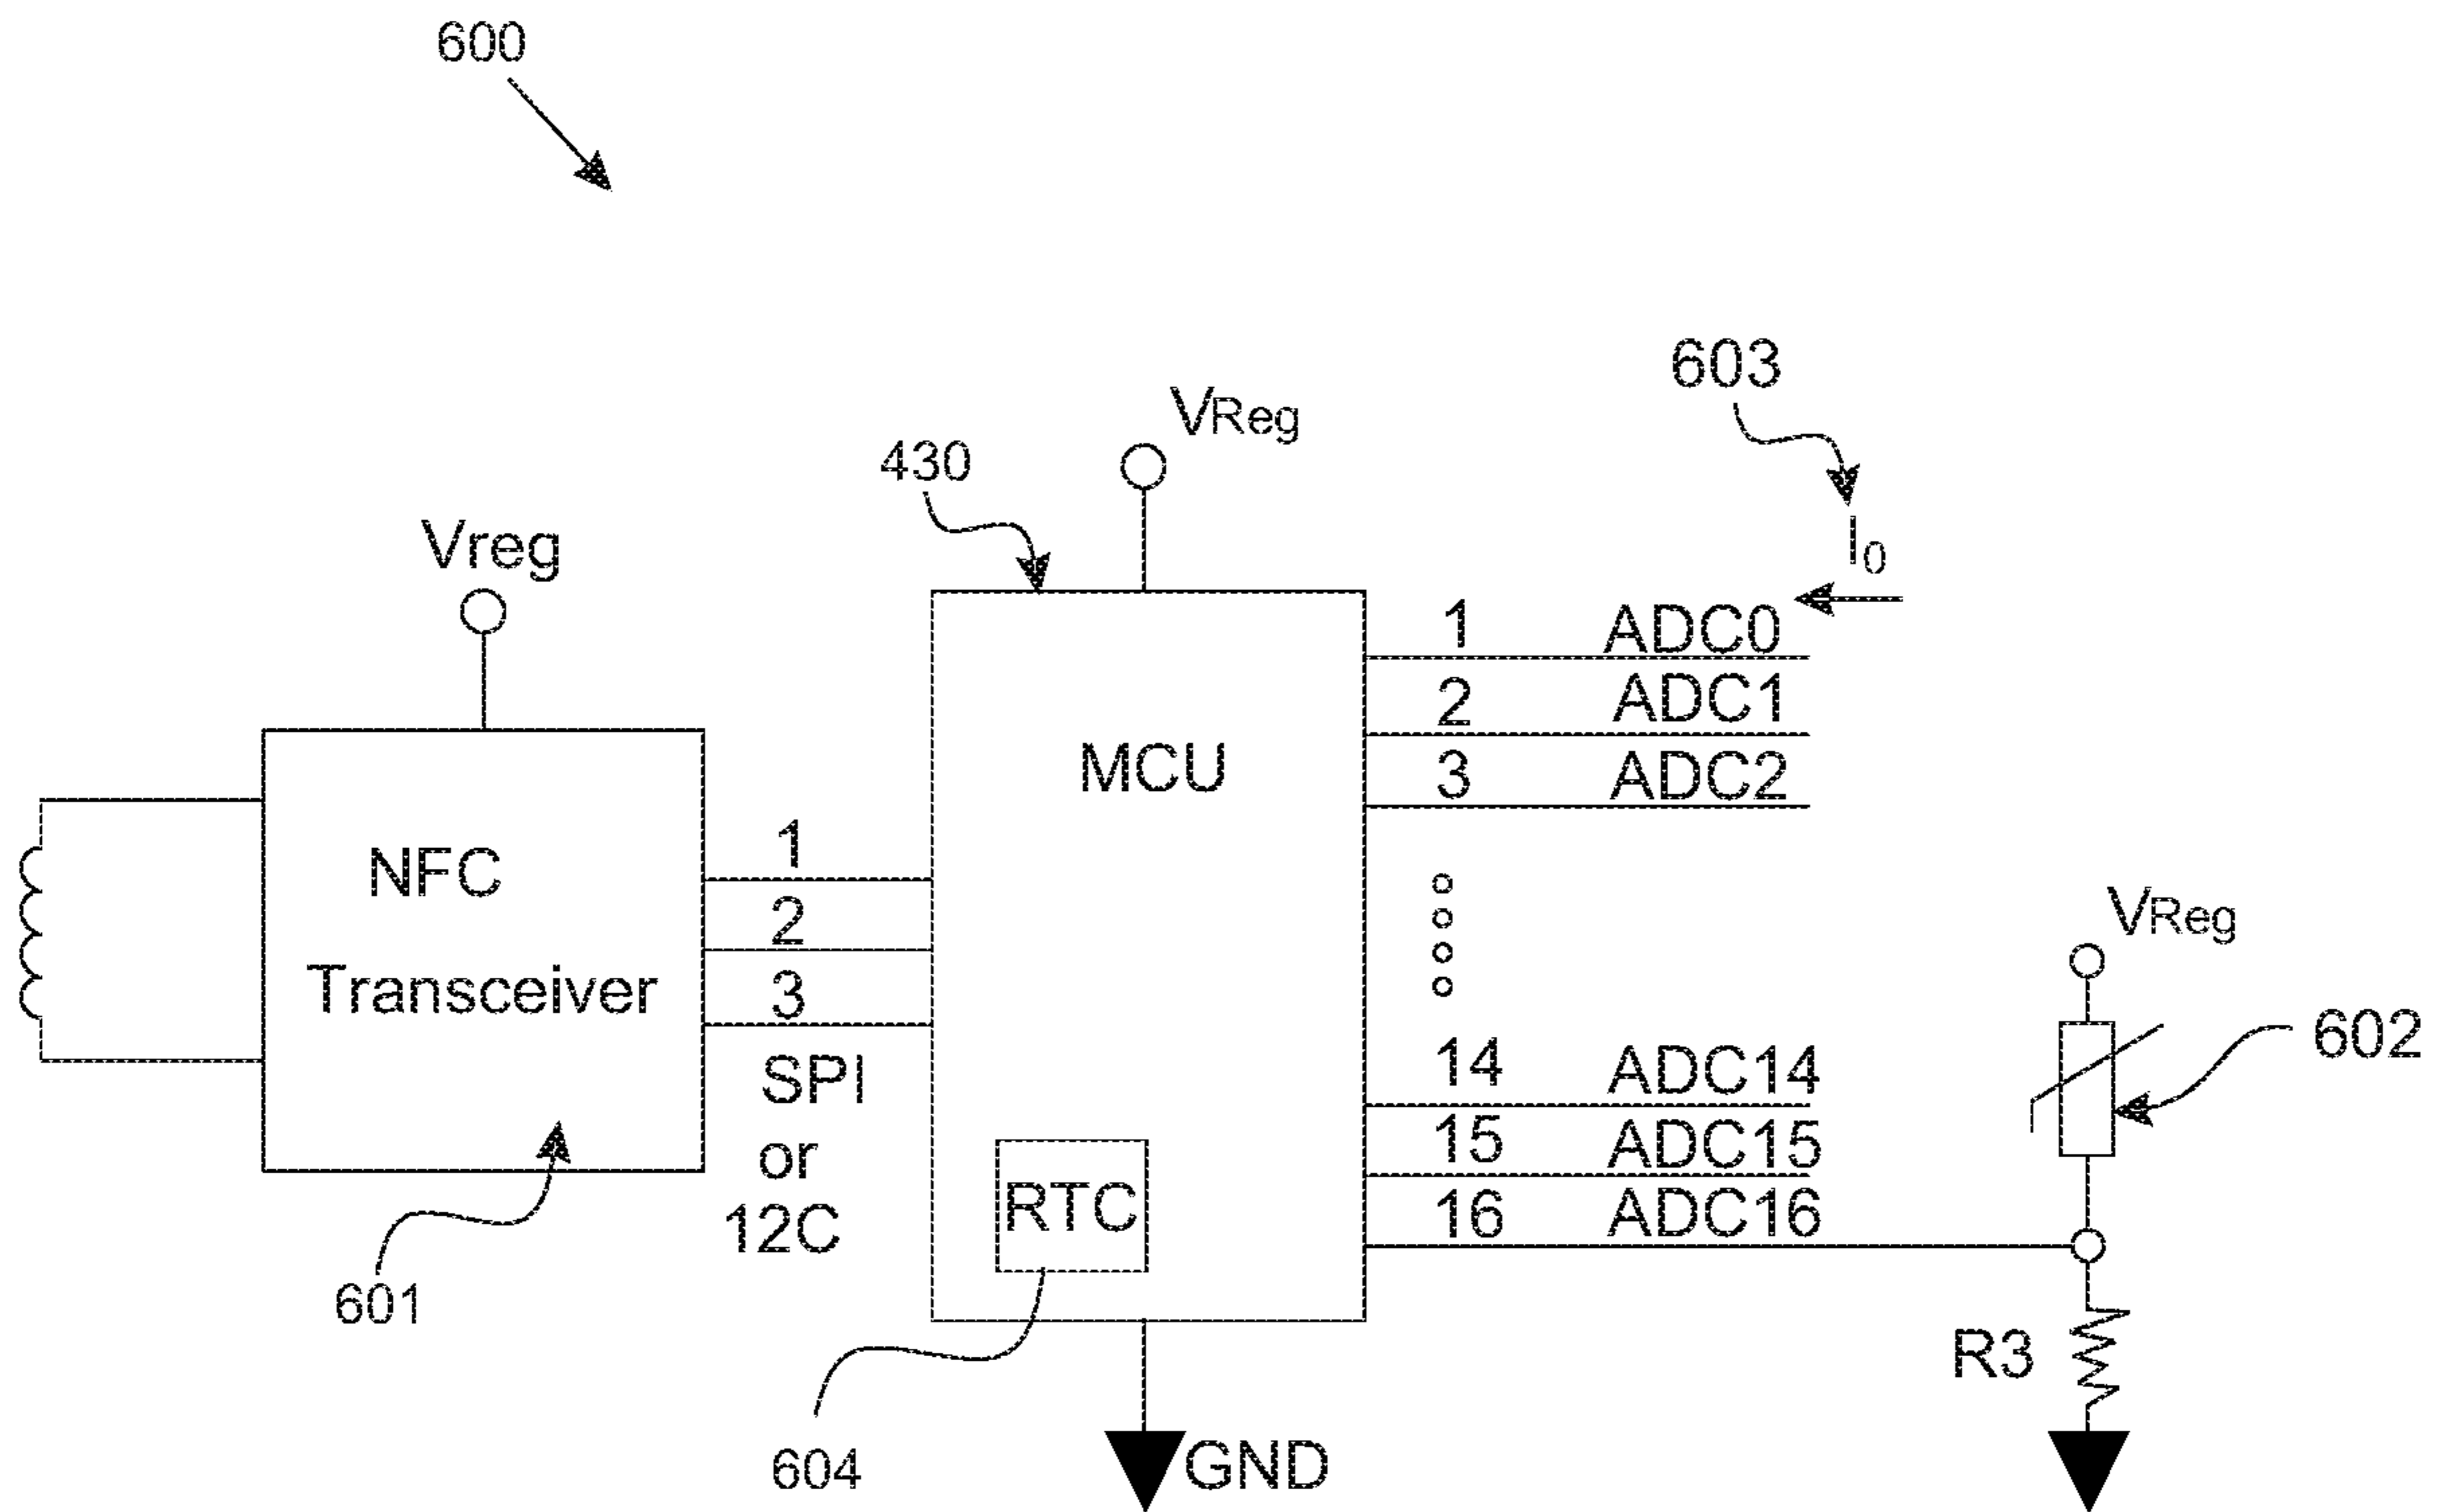 600
603
VReg
430
I0
Vreg
1 ADC0
2 ADC1
MCU
3 ADC2
1
NFC
VReg
2
Transceiver
3
602
14 ADC14
SPI
15 ADC15
or
RTC
16 ADC16
12C
601
R3
604
GND